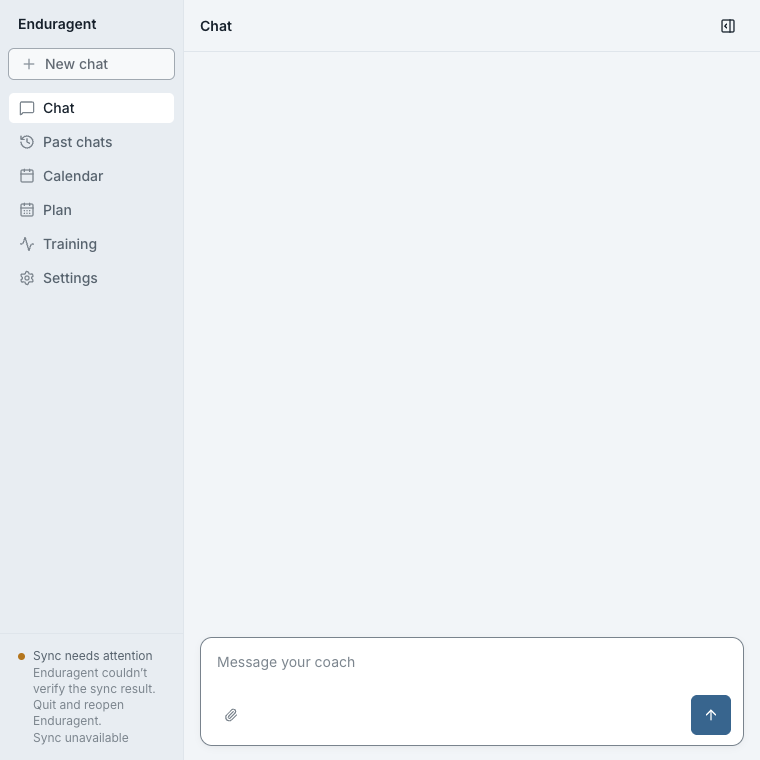 Enduragent
New chat
Chat
Past chats
Calendar
Plan
Training
Settings
Sync needs attention
Enduragent couldn’t
verify the sync result.
Quit and reopen
Enduragent.
Sync unavailable
Chat
Message your coach